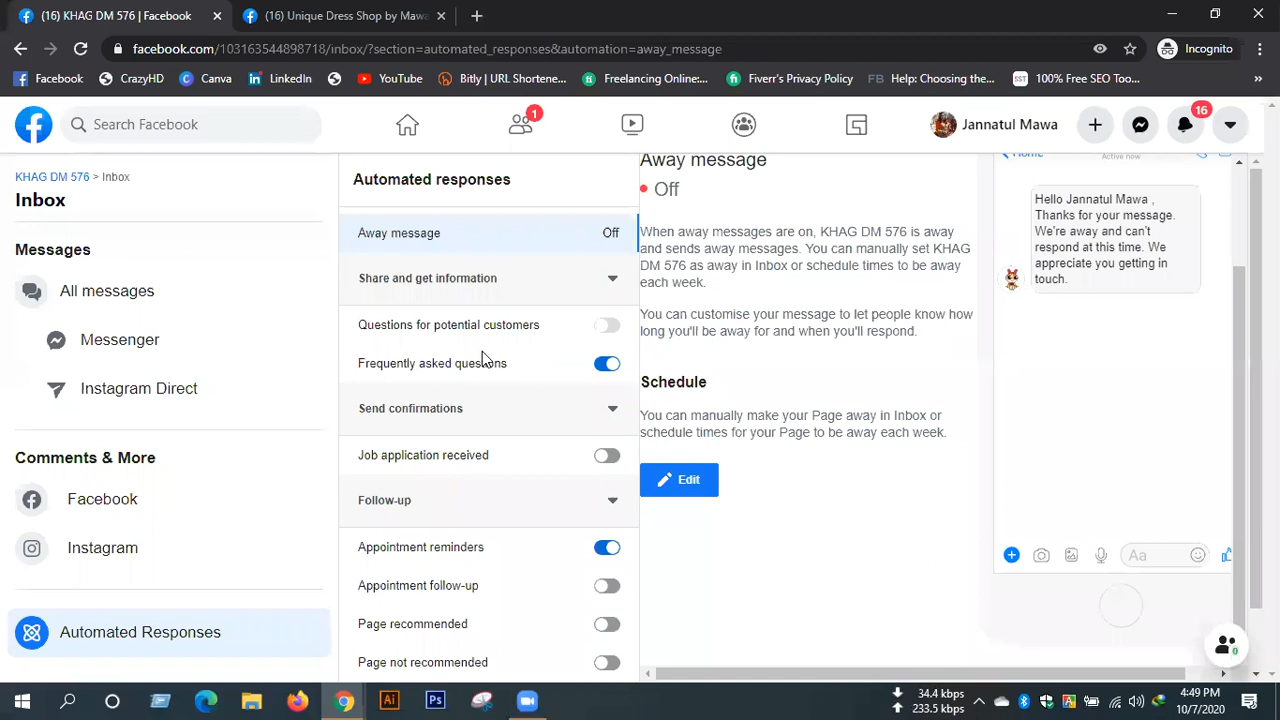 (16) KHAG DM 576 | Facebook
(16) Unique Dress Shop by Mawa
facebook.com/103163544898718/inbox/?section=automated_responses&automation=away_message
Incognito
Facebook
CrazyHD
Canva
LinkedIn
YouTube
Bitly | URL Shortene...
Freelancing Online:...
Fiverr's Privacy Policy
FB Help: Choosing the...
SST 100% Free SEO Too...
Search Facebook
1
Jannatul Mawa
16
KHAG DM 576 > Inbox
Inbox
Messages
All messages
Messenger
Instagram Direct
Comments & More
Facebook
Instagram
Automated Responses
Automated responses
Away message Off
Share and get information
Questions for potential customers
Frequently asked questions
Send confirmations
Job application received
Follow-up
Appointment reminders
Appointment follow-up
Page recommended
Page not recommended
Away message
Off
When away messages are on, KHAG DM 576 is away
and sends away messages. You can manually set KHAG
DM 576 as away in Inbox or schedule times to be away
each week.
You can customise your message to let people know how
long you'll be away for and when you'll respond.
Schedule
You can manually make your Page away in Inbox or
schedule times for your Page to be away each week.
Edit
Home
Active now
Hello Jannatul Mawa ,
Thanks for your message.
We're away and can't
respond at this time. We
appreciate you getting in
touch.
Aa
0
Ai
Ps
34.4 kbps
233.5 kbps
4:49 PM
10/7/2020